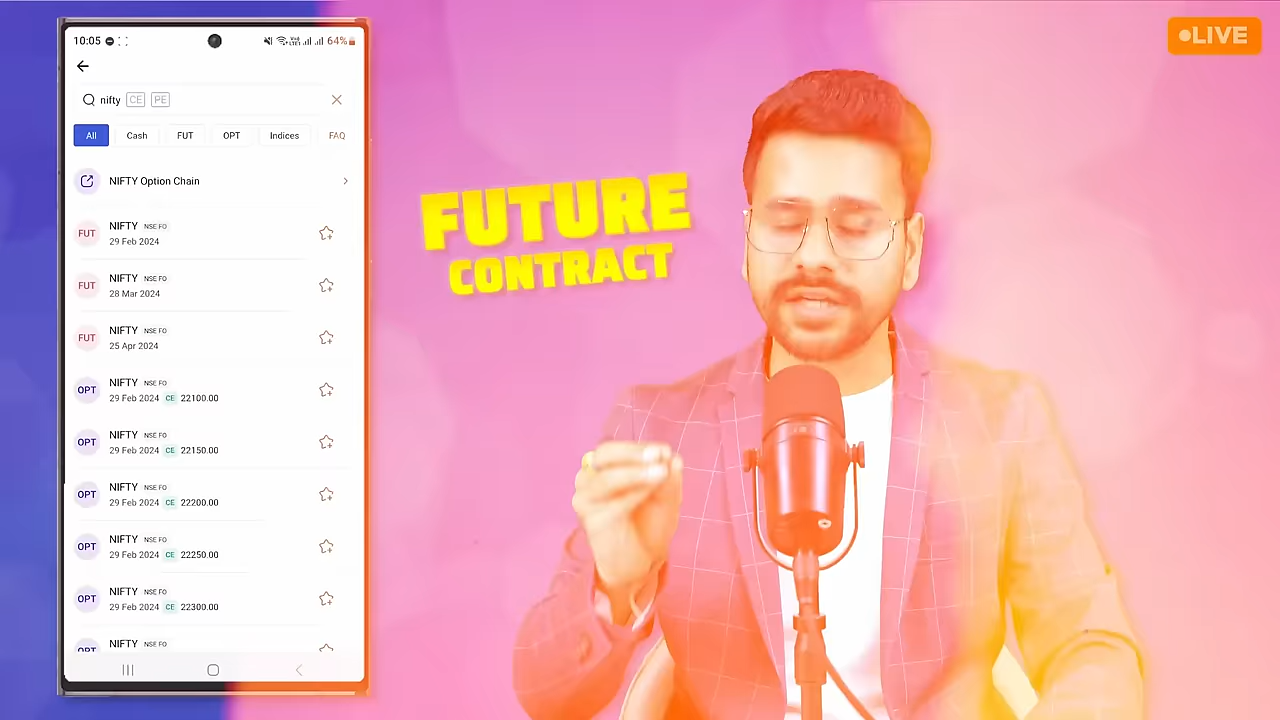 10:05 64%
nifty CE PE
All Cash FUT OPT Indices FAQ
NIFTY Option Chain
FUT NIFTY NSE FO
29 Feb 2024
FUT NIFTY NSE FO
28 Mar 2024
FUT NIFTY NSE FO
25 Apr 2024
OPT NIFTY NSE FO
29 Feb 2024 CE 22100.00
OPT NIFTY NSE FO
29 Feb 2024 CE 22150.00
OPT NIFTY NSE FO
29 Feb 2024 CE 22200.00
OPT NIFTY NSE FO
29 Feb 2024 CE 22250.00
OPT NIFTY NSE FO
29 Feb 2024 CE 22300.00
OPT NIFTY NSE FO
FUTURE
CONTRACT
LIVE